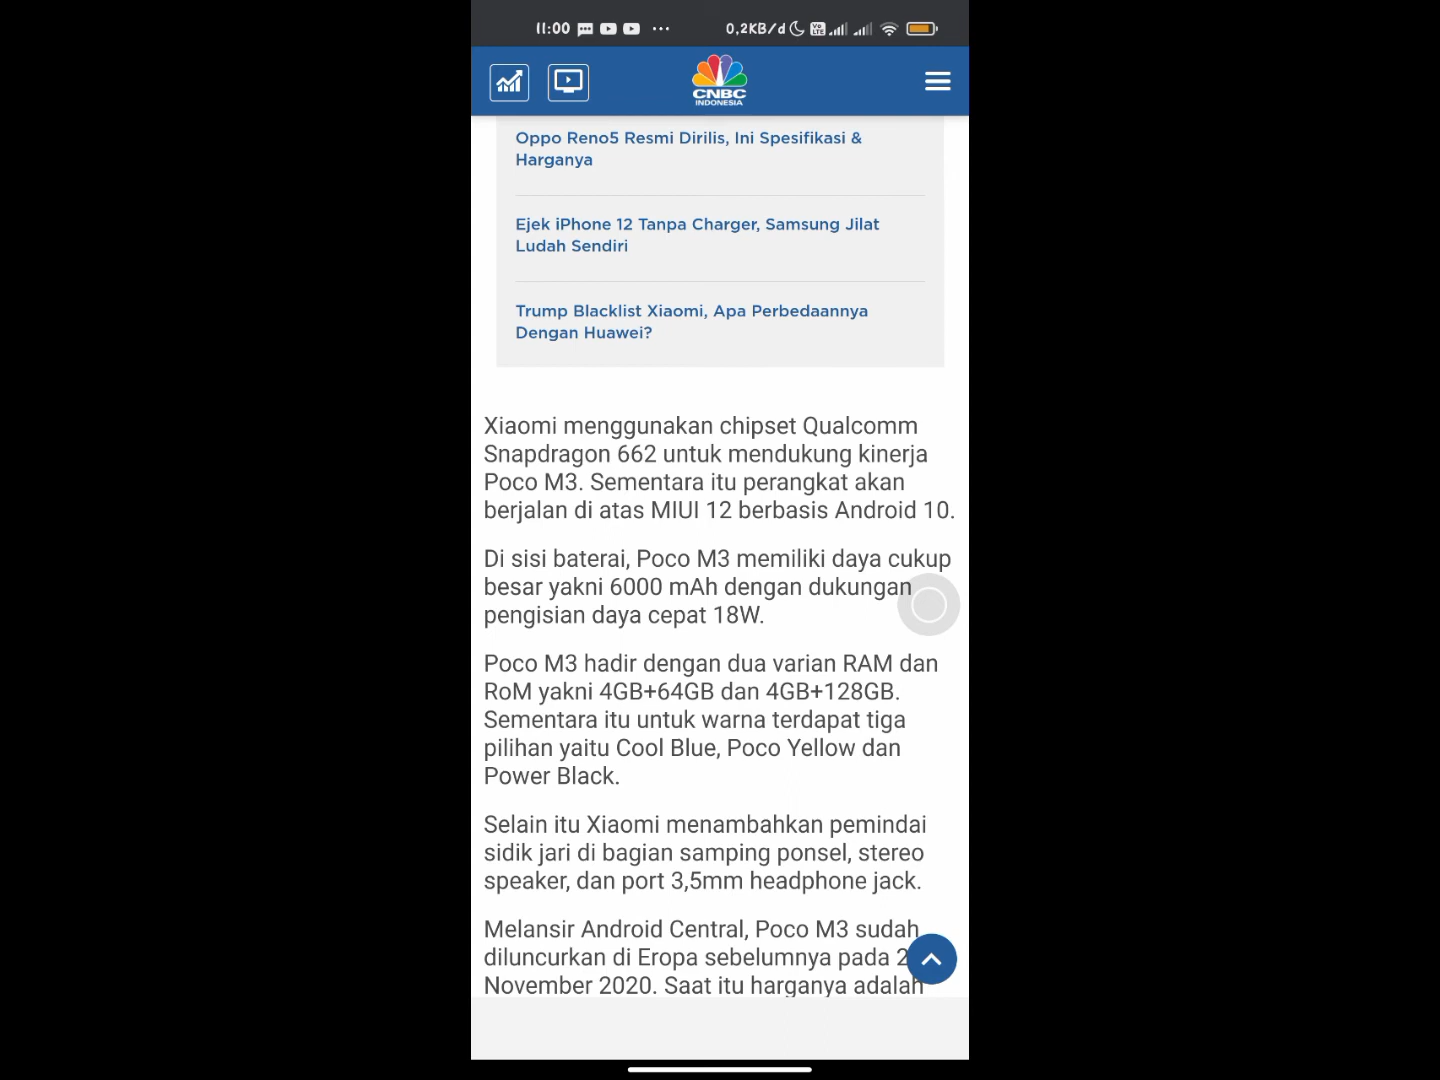 11:00
0,2KB/d
Vo
LTE
CNBC
INDONESIA
Oppo Reno5 Resmi Dirilis, Ini Spesifikasi &
Harganya
Ejek iPhone 12 Tanpa Charger, Samsung Jilat
Ludah Sendiri
Trump Blacklist Xiaomi, Apa Perbedaannya
Dengan Huawei?
Xiaomi menggunakan chipset Qualcomm
Snapdragon 662 untuk mendukung kinerja
Poco M3. Sementara itu perangkat akan
berjalan di atas MIUI 12 berbasis Android 10.
Di sisi baterai, Poco M3 memiliki daya cukup
besar yakni 6000 mAh dengan dukungan
pengisian daya cepat 18W.
Poco M3 hadir dengan dua varian RAM dan
RoM yakni 4GB+64GB dan 4GB+128GB.
Sementara itu untuk warna terdapat tiga
pilihan yaitu Cool Blue, Poco Yellow dan
Power Black.
Selain itu Xiaomi menambahkan pemindai
sidik jari di bagian samping ponsel, stereo
speaker, dan port 3,5mm headphone jack.
Melansir Android Central, Poco M3 sudah
diluncurkan di Eropa sebelumnya pada
November 2020. Saat itu harganya adalah